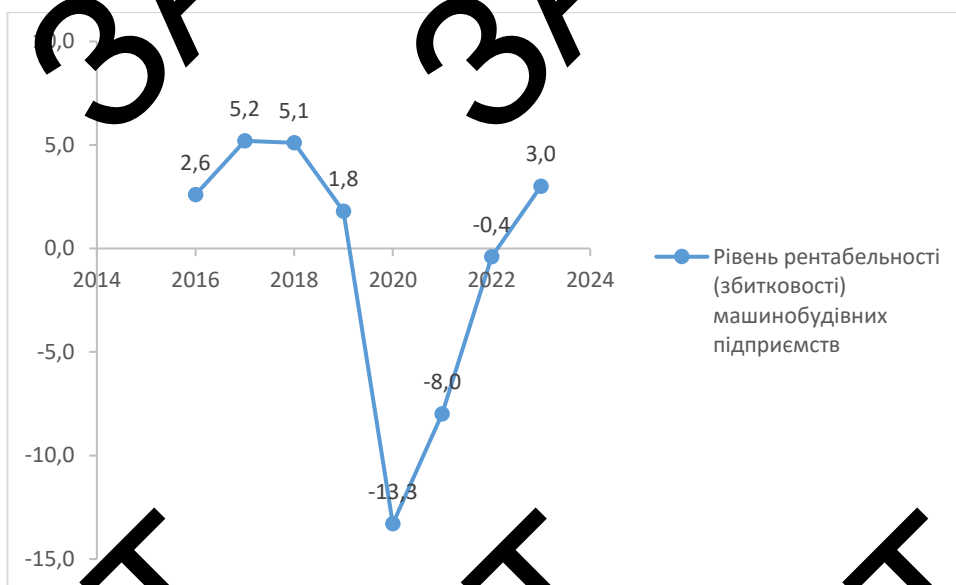 ЗА ЗА
10,0
5,2 5,1
5,0
2,6
3,0
1,8
-0,4
0,0
2014 2016 2018 2020 2022 2024
Рівень рентабельності
(збитковості)
машинобудівних
підприємств
-5,0
-8,0
-10,0
-13,3
-15,0
Т Т Т